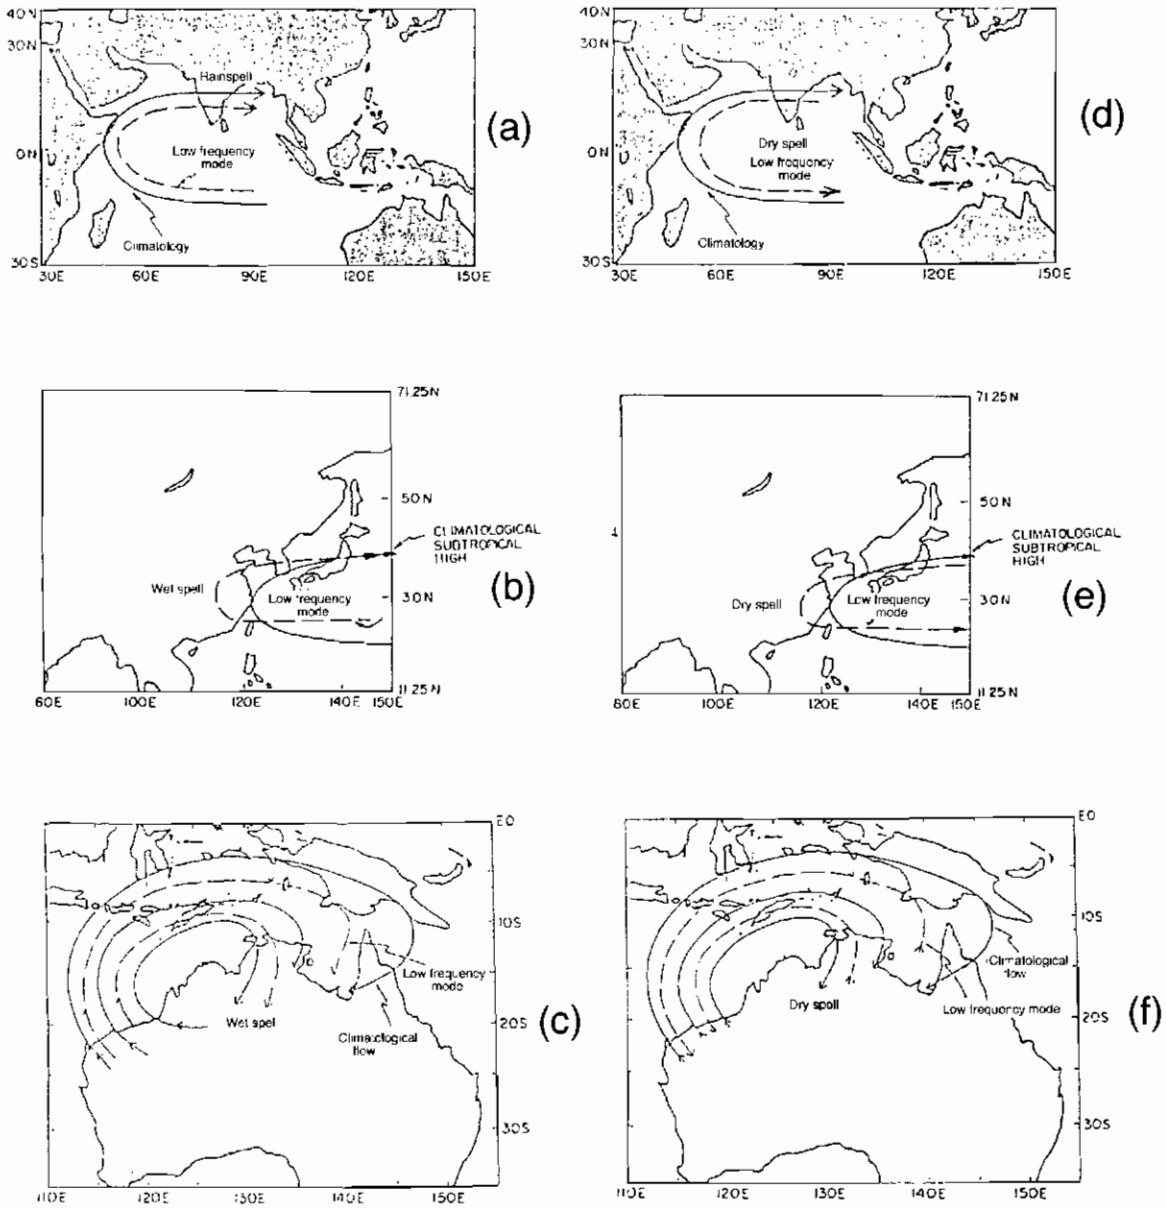 40N
30N
Rainspell
Low frequency
mode
0N
Climatology
30S
30E
60E
90E
120E
150E
(a)
40N
30N
Dry spell
Low frequency
mode
0N
Climatology
30S
30E
60E
90E
120E
150E
(d)
71.25N
50N
CLIMATOLOGICAL
SUBTROPICAL
HIGH
Wet spell
Low frequency
mode
30N
11.25N
60E
100E
120E
140E
150E
(b)
71.25N
50N
CLIMATOLOGICAL
SUBTROPICAL
HIGH
Dry spell
Low frequency
mode
30N
11.25N
80E
100E
120E
140E
150E
(e)
EQ
10S
Low frequency
mode
Wet spel
20S
Climatological
flow
30S
110E
120E
130E
140E
150E
(c)
EQ
10S
Climatological
flow
Dry spell
Low frequency mode
20S
30S
110E
120E
130E
140E
150E
(f)